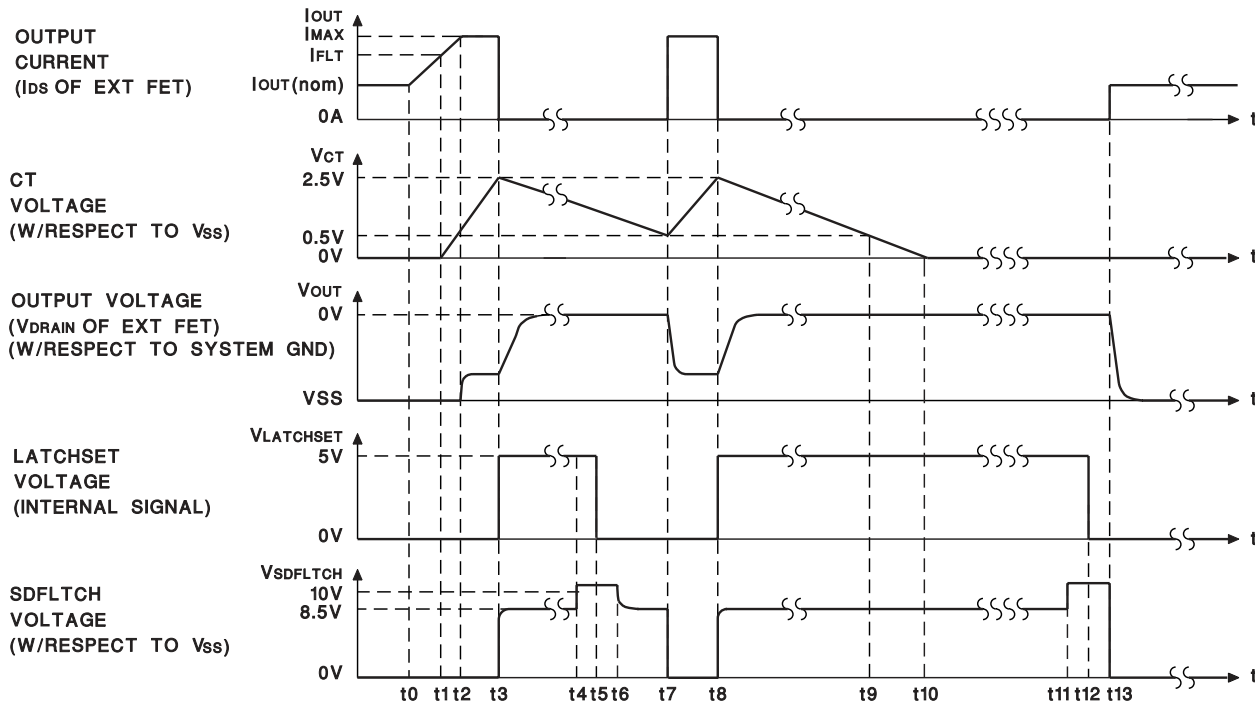 OUTPUT
CURRENT
(IDS OF EXT FET)
IOUT
IMAX
IFLT
IOUT(nom)
0A
t
CT
VOLTAGE
(W/RESPECT TO VSS)
VCT
2.5V
0.5V
0V
t
OUTPUT VOLTAGE
(VDRAIN OF EXT FET)
(W/RESPECT TO SYSTEM GND)
VOUT
0V
VSS
t
LATCHSET
VOLTAGE
(INTERNAL SIGNAL)
VLATCHSET
5V
0V
t
SDFLTCH
VOLTAGE
(W/RESPECT TO VSS)
VSDFLTCH
10V
8.5V
0V
t
t0 t1 t2 t3 t4 t5 t6 t7 t8 t9 t10 t11 t12 t13